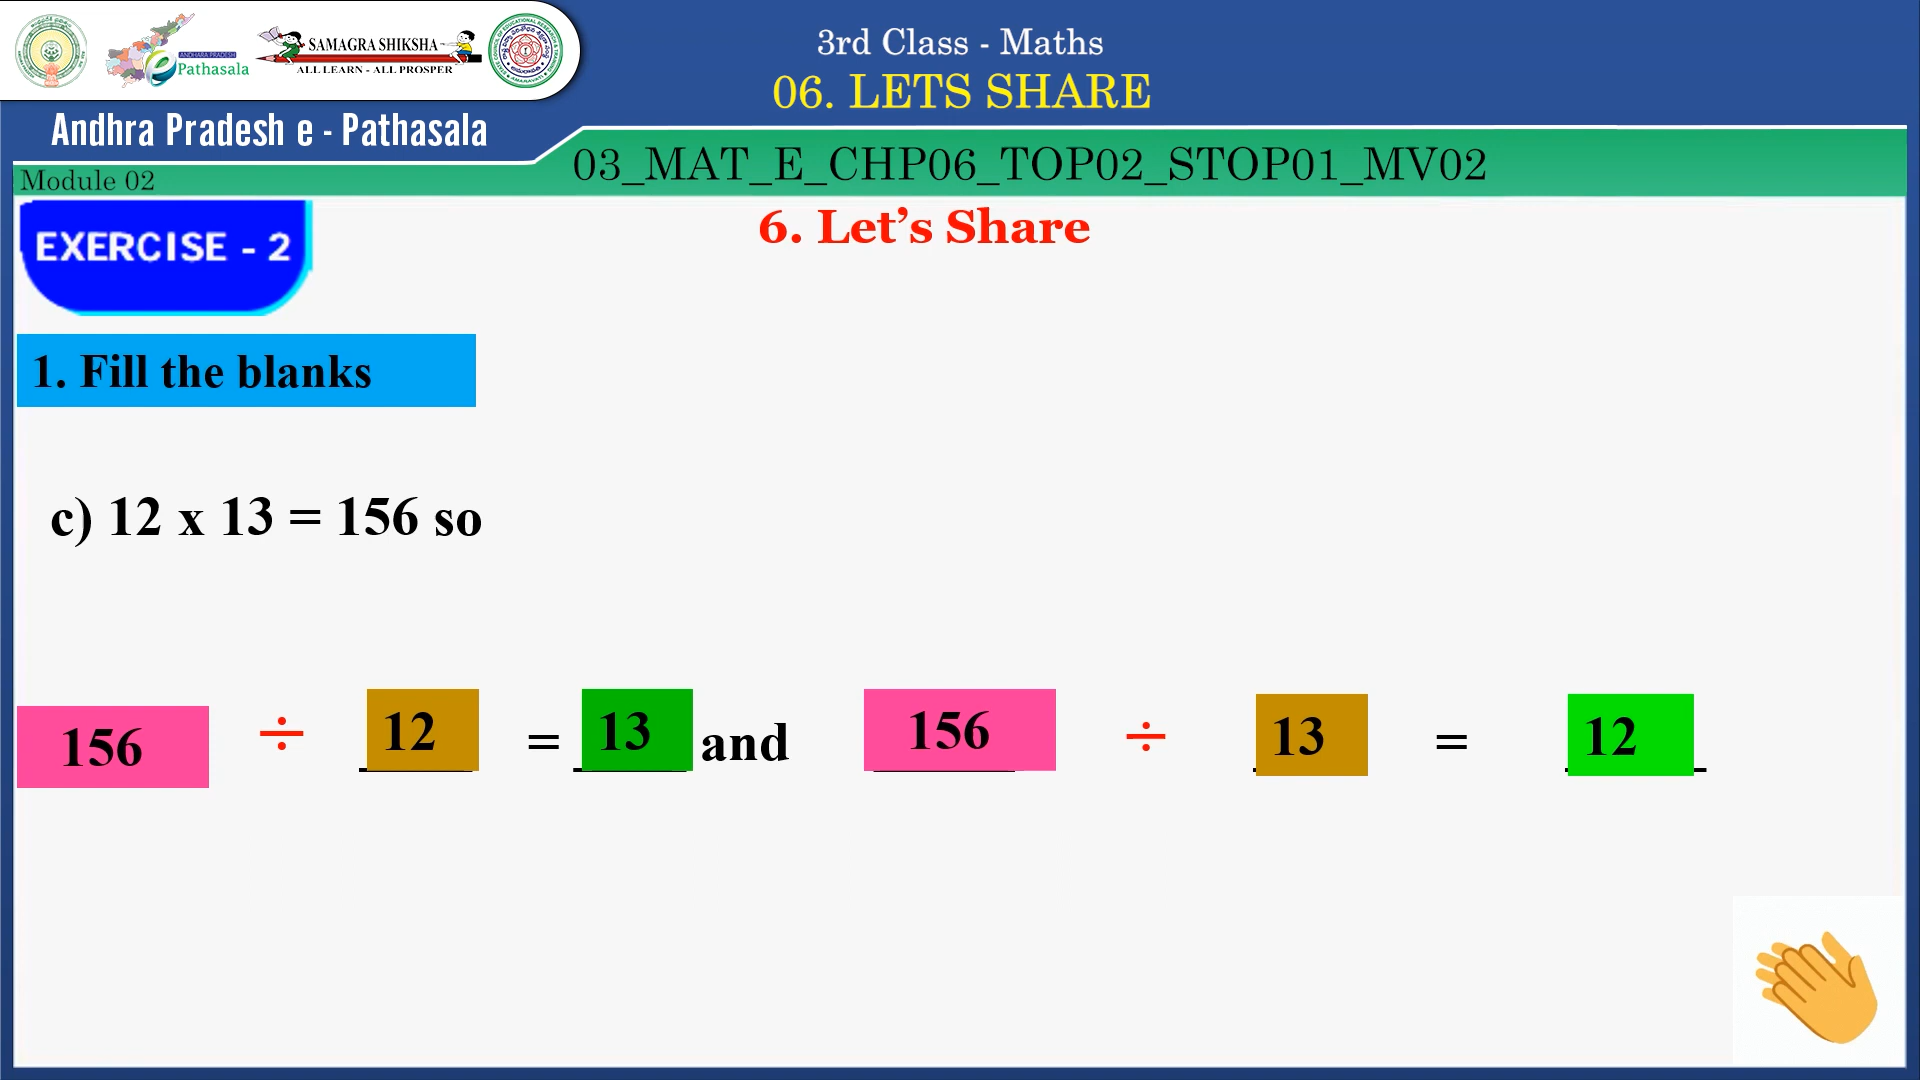 SAMAGRA SHIKSHA
ALL LEARN - ALL PROSPER
ANDHRA PRADESH
e Pathasala
Andhra Pradesh e - Pathasala
3rd Class - Maths
06. LETS SHARE
03_MAT_E_CHP06_TOP02_STOP01_MV02
Module 02
6. Let’s Share
EXERCISE - 2
1. Fill the blanks
c) 12 x 13 = 156 so
156 ÷ 12 = 13 and 156 ÷ 13 = 12